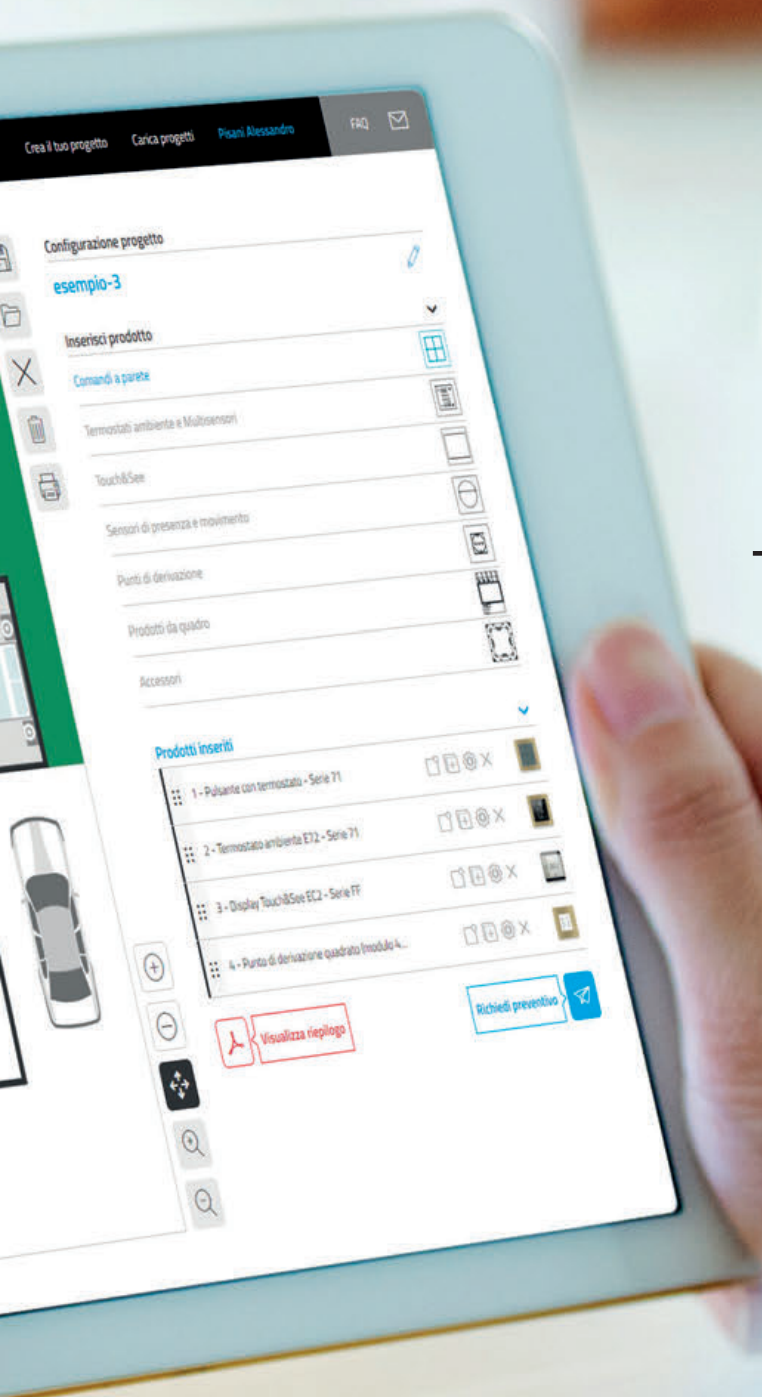 Crea il tuo progetto Carica progetti Pisani Alessandro FAQ
Configurazione progetto
esempio-3
Inserisci prodotto
Comandi a parete
Termostati ambiente e Multisensori
Touch&See
Sensori di presenza e movimento
Punti di derivazione
Prodotti da quadro
Accessori
Prodotti inseriti
1 - Pulsante con termostato - Serie 71
2 - Termostato ambiente E72 - Serie 71
3 - Display Touch&See EC2 - Serie FF
4 - Punto di derivazione quadrato (modulo 4...
Visualizza riepilogo
Richiedi preventivo